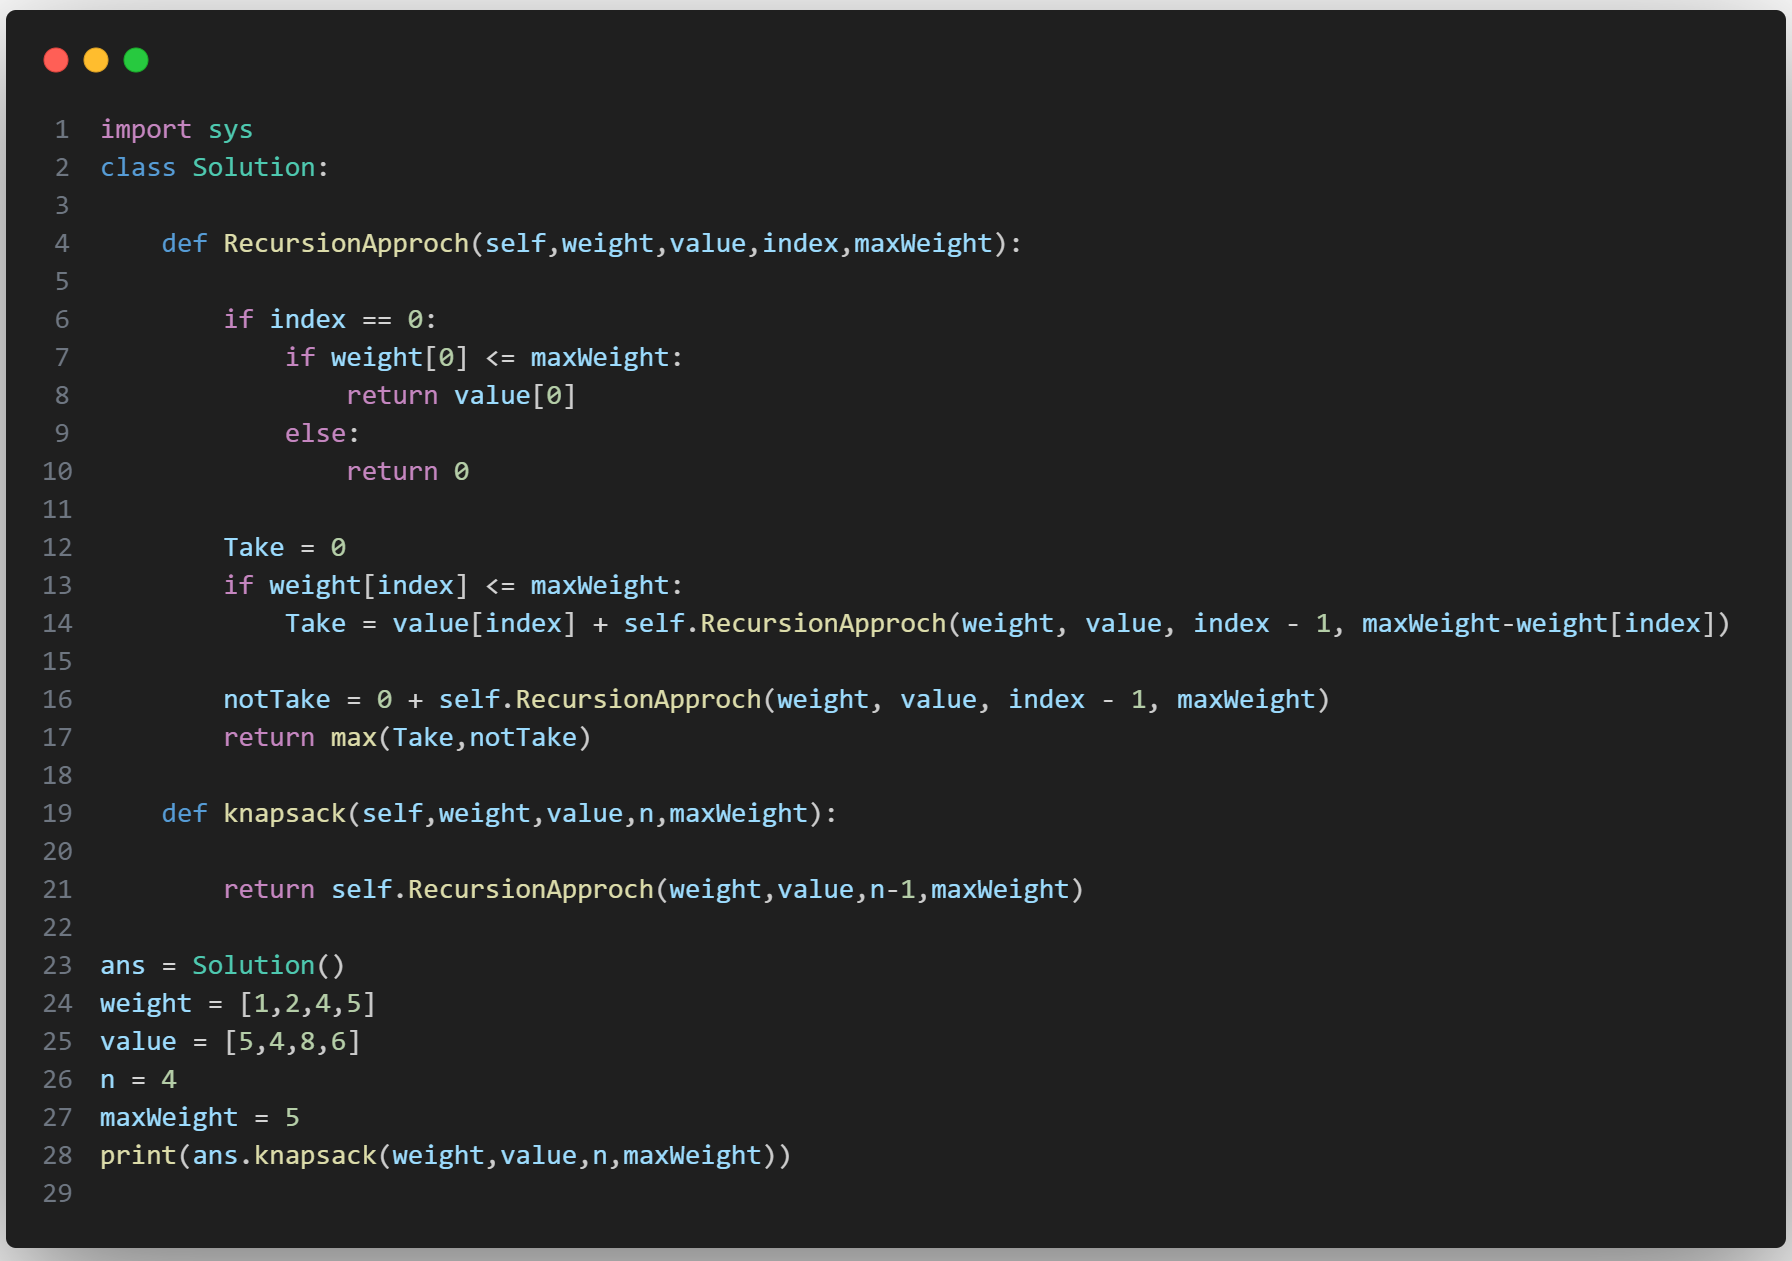 1 import sys
2 class Solution:
3
4     def RecursionApproch(self,weight,value,index,maxWeight):
5
6         if index == 0:
7             if weight[0] <= maxWeight:
8                 return value[0]
9             else:
10                 return 0
11
12         Take = 0
13         if weight[index] <= maxWeight:
14             Take = value[index] + self.RecursionApproch(weight, value, index - 1, maxWeight-weight[index])
15
16         notTake = 0 + self.RecursionApproch(weight, value, index - 1, maxWeight)
17         return max(Take,notTake)
18
19     def knapsack(self,weight,value,n,maxWeight):
20
21         return self.RecursionApproch(weight,value,n-1,maxWeight)
22
23 ans = Solution()
24 weight = [1,2,4,5]
25 value = [5,4,8,6]
26 n = 4
27 maxWeight = 5
28 print(ans.knapsack(weight,value,n,maxWeight))
29